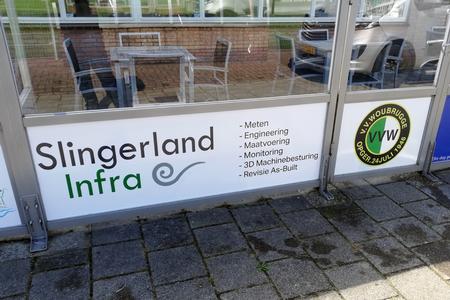 Slingerland
Infra
- Meten
- Engineering
- Maatvoering
- Monitoring
- 3D Machinebesturing
- Revisie As-Built
V.V. WOUBRUGGE
VVW
OPGER. 24 JULI 1946